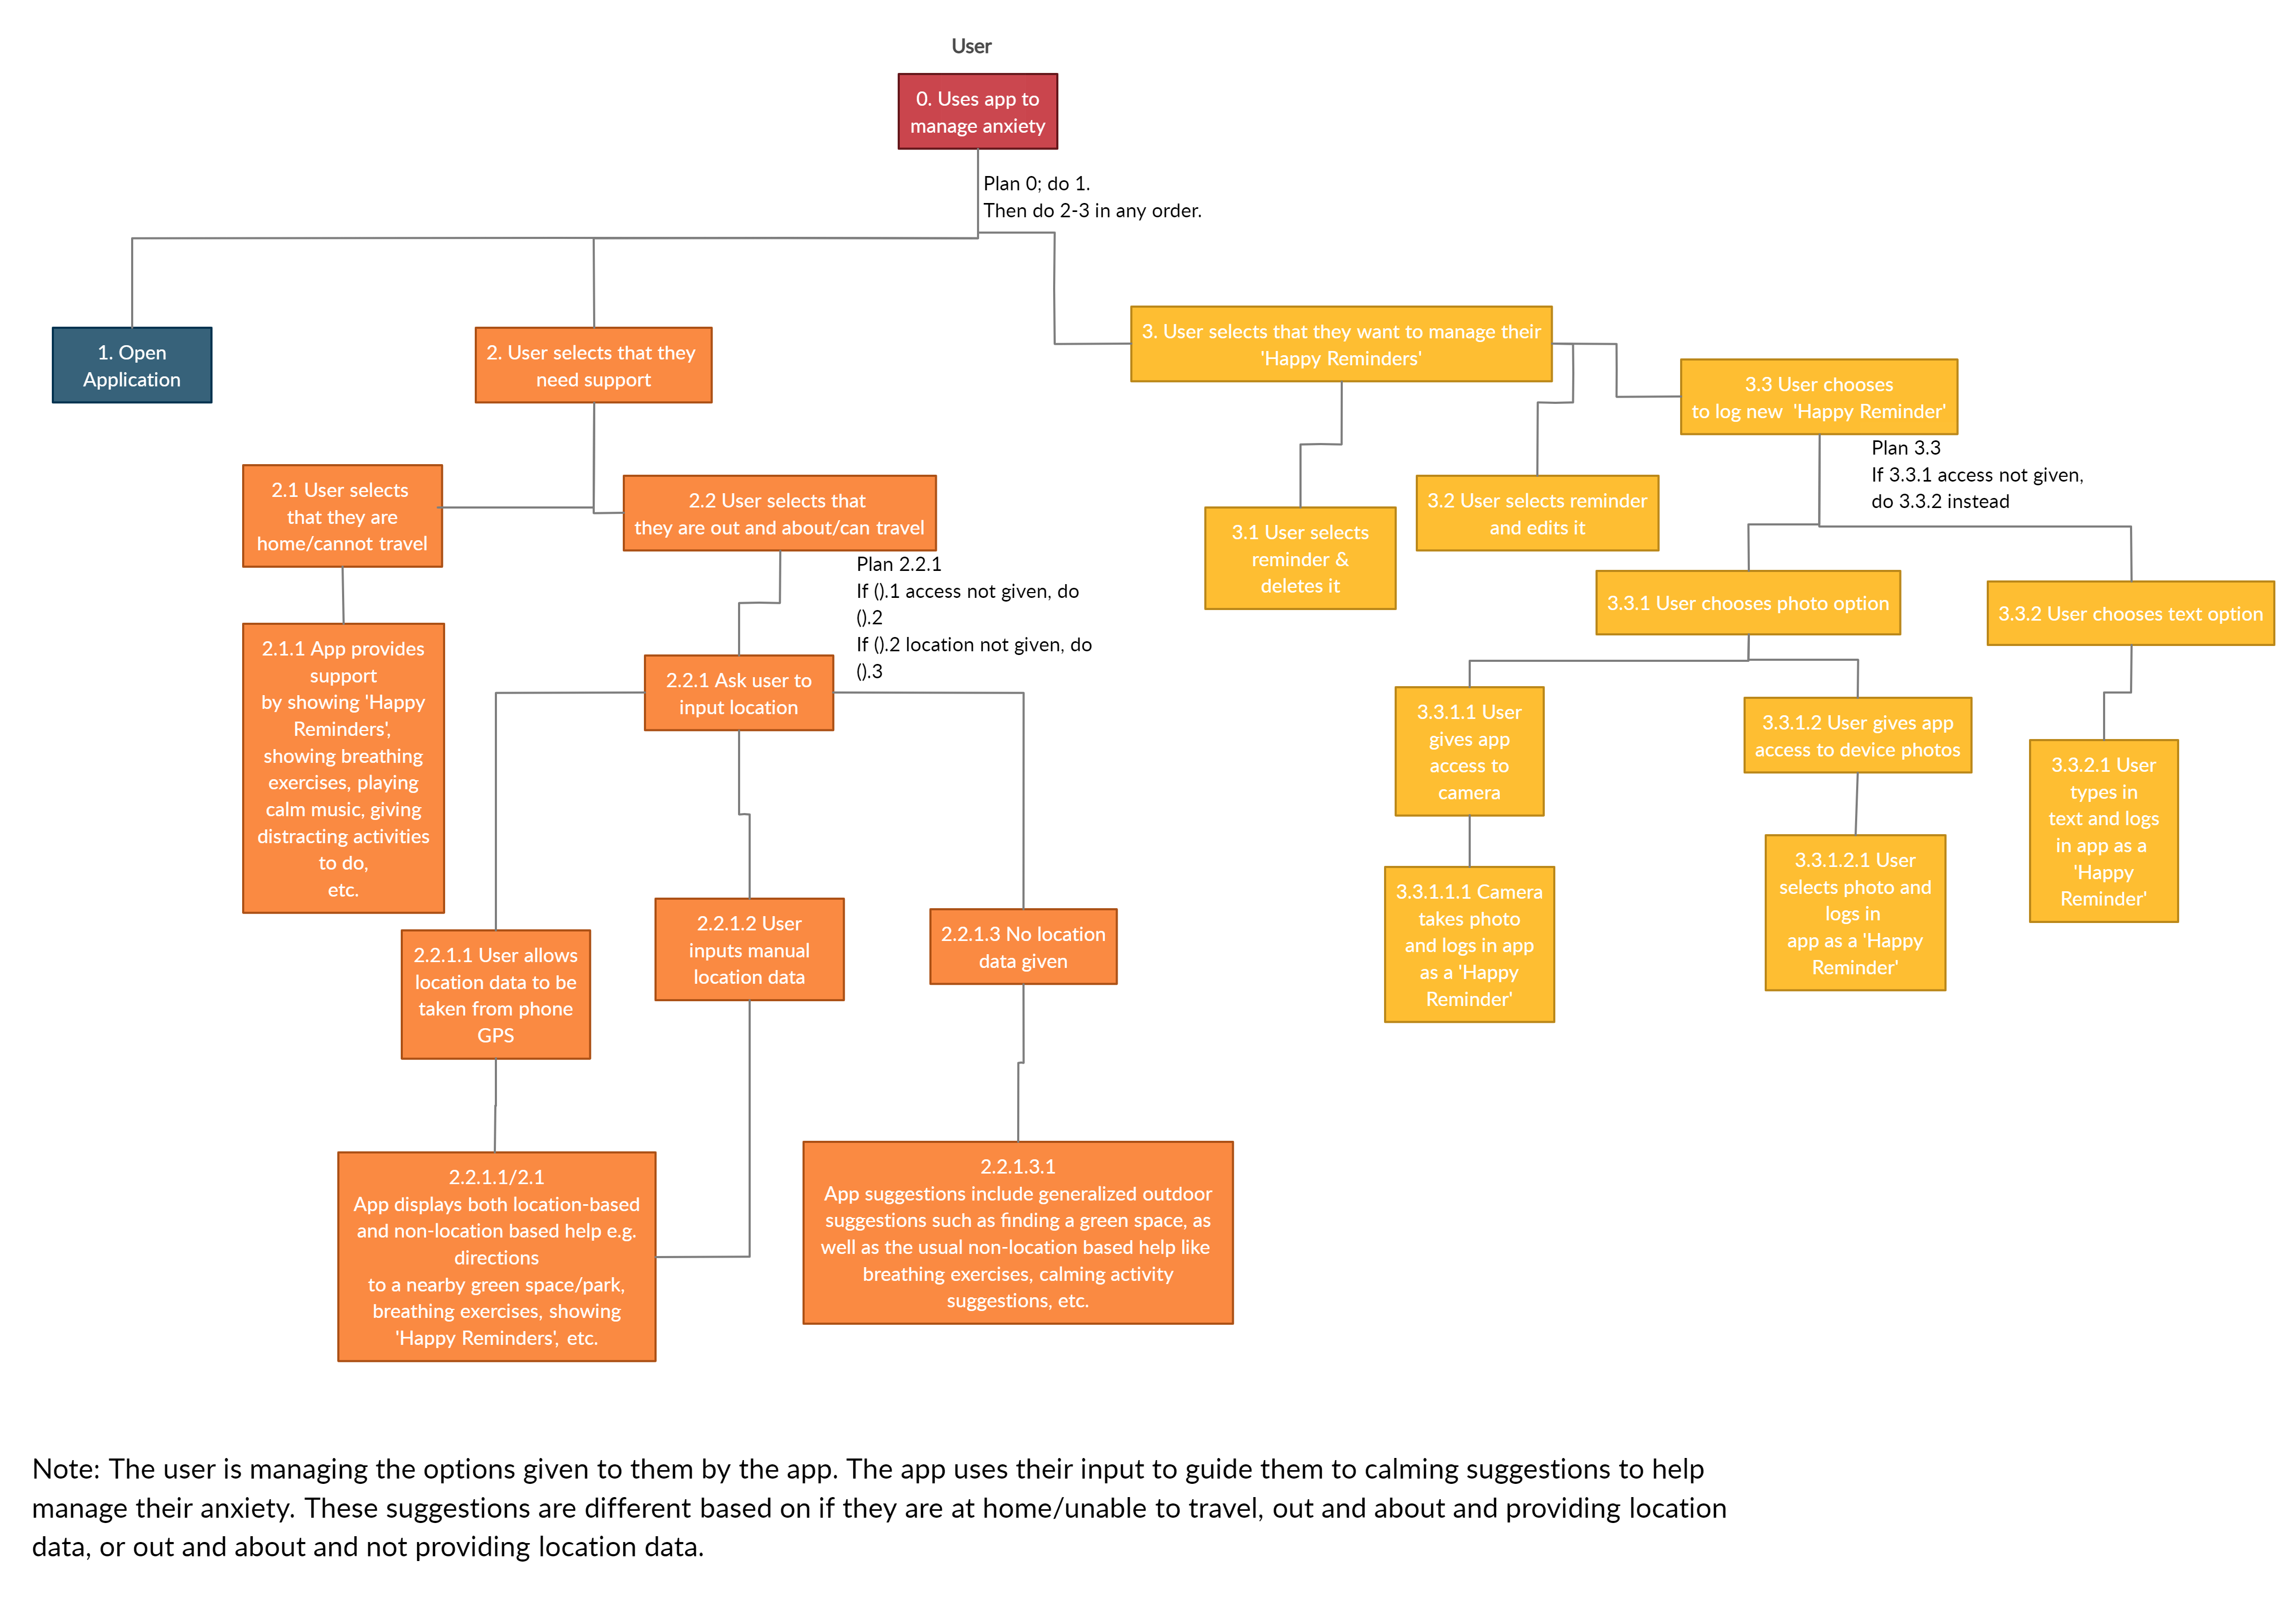 User
0. Uses app to
manage anxiety
Plan 0; do 1.
Then do 2-3 in any order.
1. Open
Application
2. User selects that they
need support
3. User selects that they want to manage their
'Happy Reminders'
3.3 User chooses
to log new 'Happy Reminder'
Plan 3.3
If 3.3.1 access not given,
do 3.3.2 instead
2.1 User selects
that they are
home/cannot travel
2.2 User selects that
they are out and about/can travel
3.1 User selects
reminder &
deletes it
3.2 User selects reminder
and edits it
Plan 2.2.1
If ().1 access not given, do
().2
If ().2 location not given, do
().3
3.3.1 User chooses photo option
3.3.2 User chooses text option
2.1.1 App provides
support
by showing 'Happy
Reminders',
showing breathing
exercises, playing
calm music, giving
distracting activities
to do,
etc.
2.2.1 Ask user to
input location
3.3.1.1 User
gives app
access to
camera
3.3.1.2 User gives app
access to device photos
3.3.2.1 User
types in
text and logs
in app as a
'Happy
Reminder'
3.3.1.1.1 Camera
takes photo
and logs in app
as a 'Happy
Reminder'
3.3.1.2.1 User
selects photo and
logs in
app as a 'Happy
Reminder'
2.2.1.1 User allows
location data to be
taken from phone
GPS
2.2.1.2 User
inputs manual
location data
2.2.1.3 No location
data given
2.2.1.1/2.1
App displays both location-based
and non-location based help e.g.
directions
to a nearby green space/park,
breathing exercises, showing
'Happy Reminders', etc.
2.2.1.3.1
App suggestions include generalized outdoor
suggestions such as finding a green space, as
well as the usual non-location based help like
breathing exercises, calming activity
suggestions, etc.
Note: The user is managing the options given to them by the app. The app uses their input to guide them to calming suggestions to help
manage their anxiety. These suggestions are different based on if they are at home/unable to travel, out and about and providing location
data, or out and about and not providing location data.